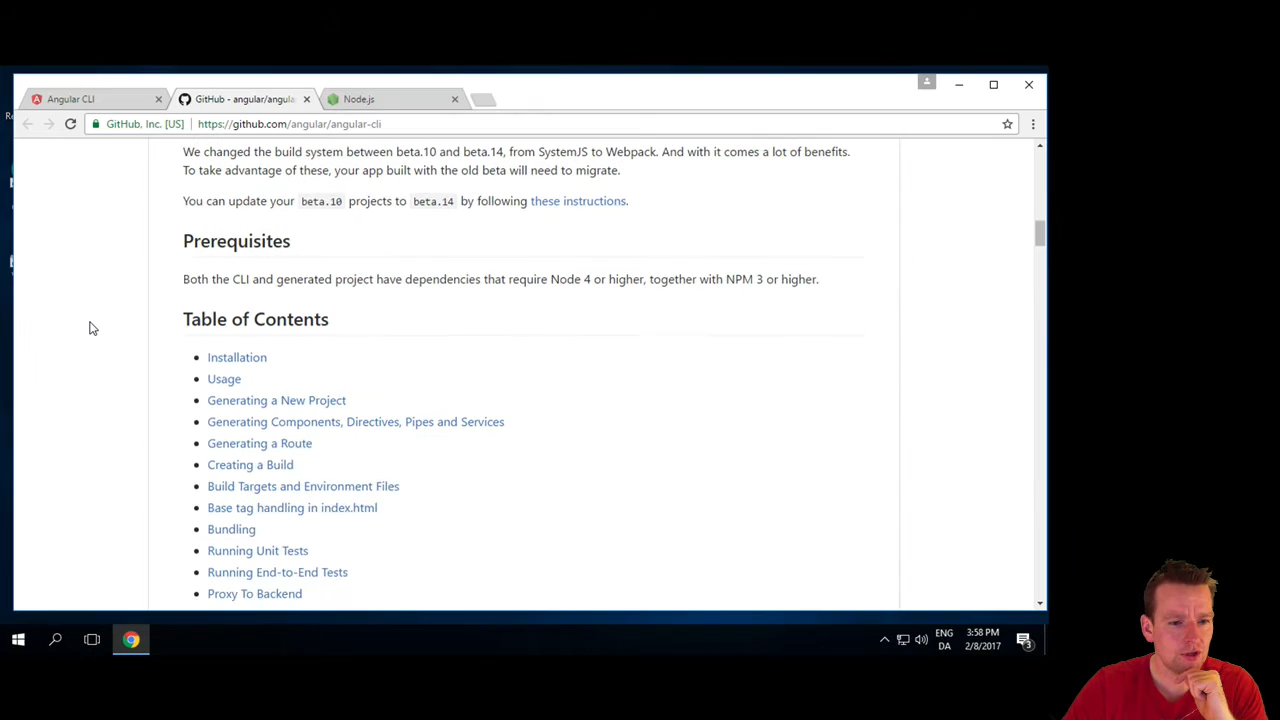 Angular CLI
GitHub - angular/angula
Node.js
GitHub, Inc. [US]
https://github.com/angular/angular-cli
We changed the build system between beta.10 and beta.14, from SystemJS to Webpack. And with it comes a lot of benefits.
To take advantage of these, your app built with the old beta will need to migrate.
You can update your beta.10 projects to beta.14 by following these instructions.
Prerequisites
Both the CLI and generated project have dependencies that require Node 4 or higher, together with NPM 3 or higher.
Table of Contents
Installation
Usage
Generating a New Project
Generating Components, Directives, Pipes and Services
Generating a Route
Creating a Build
Build Targets and Environment Files
Base tag handling in index.html
Bundling
Running Unit Tests
Running End-to-End Tests
Proxy To Backend
ENG
DA
3:58 PM
2/8/2017
3